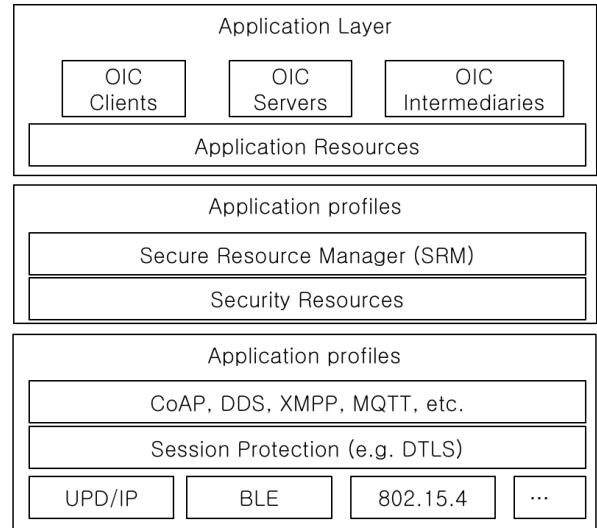 Application Layer
OIC
Clients
OIC
Servers
OIC
Intermediaries
Application Resources
Application profiles
Secure Resource Manager (SRM)
Security Resources
Application profiles
CoAP, DDS, XMPP, MQTT, etc.
Session Protection (e.g. DTLS)
UPD/IP
BLE
802.15.4
···